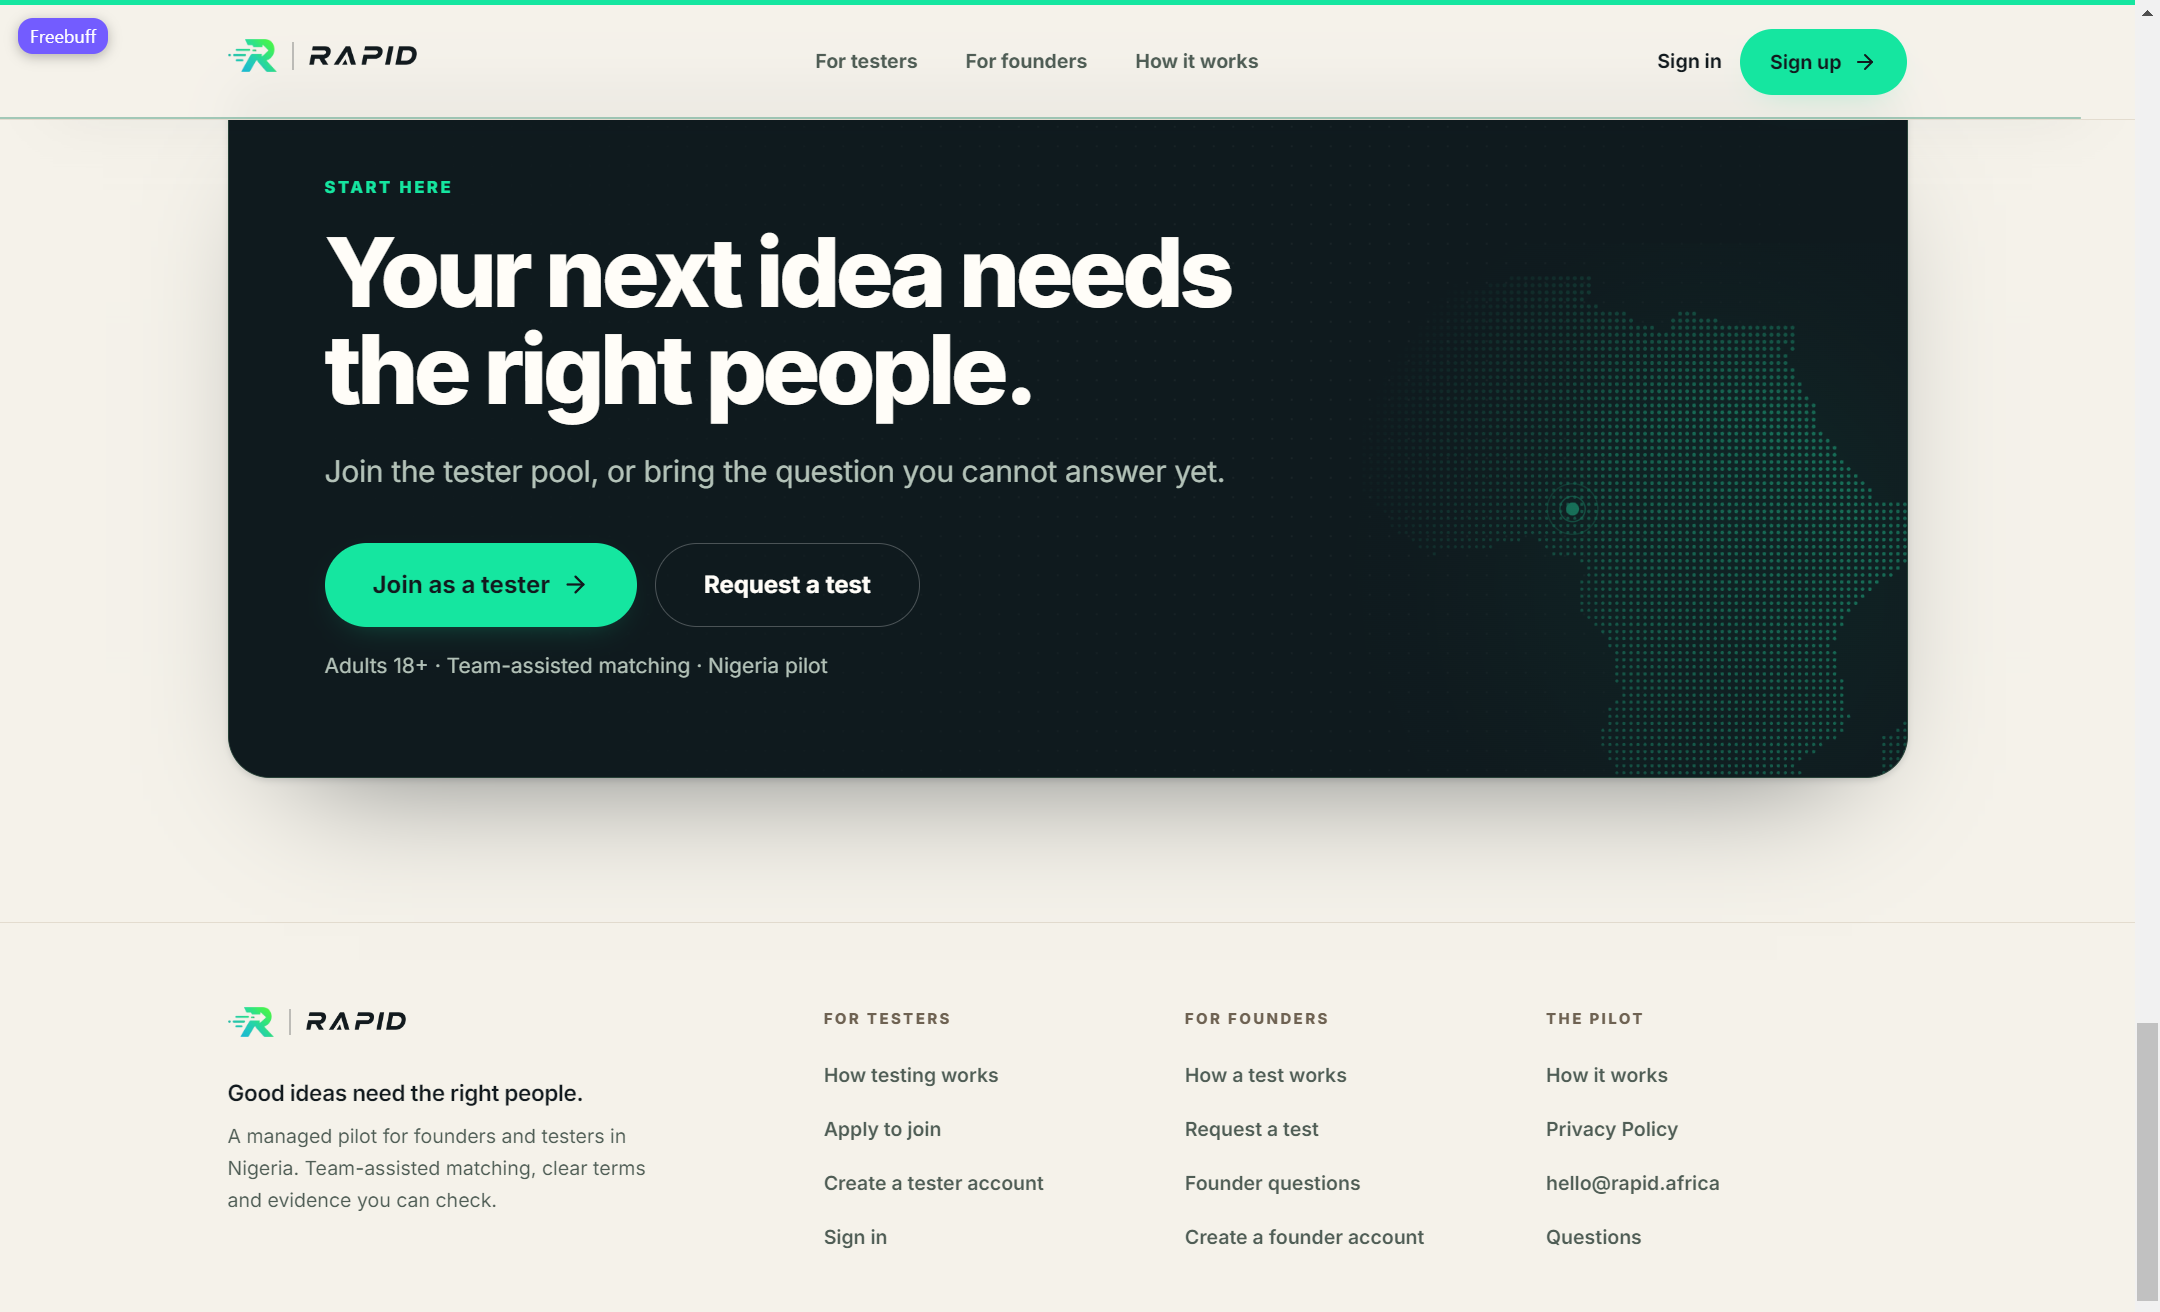 Freebuff
RAPID
For testers
For founders
How it works
Sign in
Sign up
START HERE
Your next idea needs
the right people.
Join the tester pool, or bring the question you cannot answer yet.
Join as a tester
Request a test
Adults 18+ · Team-assisted matching · Nigeria pilot
RAPID
Good ideas need the right people.
A managed pilot for founders and testers in
Nigeria. Team-assisted matching, clear terms
and evidence you can check.
FOR TESTERS
How testing works
Apply to join
Create a tester account
Sign in
FOR FOUNDERS
How a test works
Request a test
Founder questions
Create a founder account
THE PILOT
How it works
Privacy Policy
hello@rapid.africa
Questions